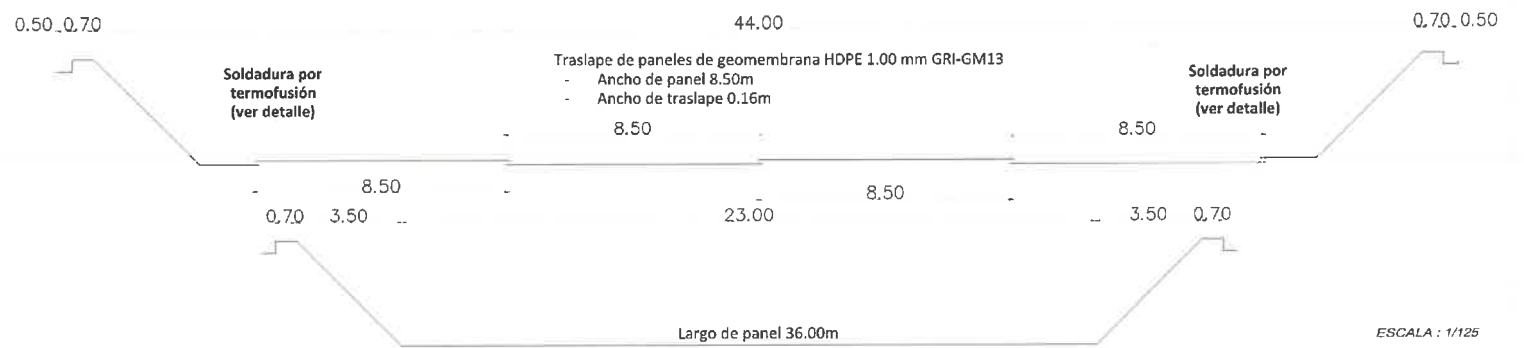 0.50 0.70 44.00 0.70 0.50
Traslape de paneles de geomembrana HDPE 1.00 mm GRI-GM13
- Ancho de panel 8.50m
- Ancho de traslape 0.16m
Soldadura por
termofusión
(ver detalle)
Soldadura por
termofusión
(ver detalle)
8.50 8.50
8.50 8.50
0.70 3.50 23.00 3.50 0.70
Largo de panel 36.00m
ESCALA : 1/125